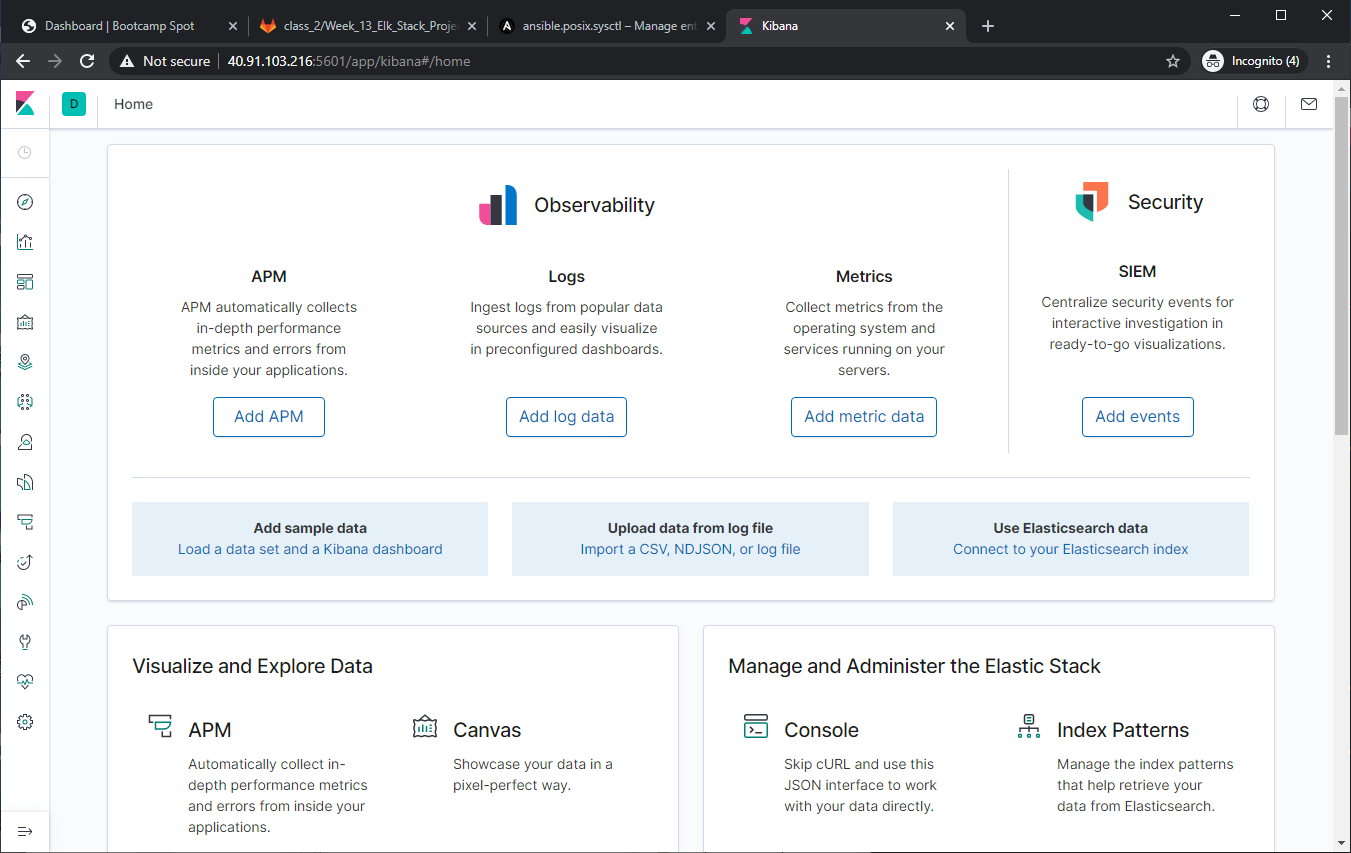 Dashboard | Bootcamp Spot
class_2/Week_13_Elk_Stack_Proje
ansible.posix.sysctl – Manage ent
Kibana
Not secure
40.91.103.216:5601/app/kibana#/home
Incognito (4)
D
Home
Observability
Security
APM
APM automatically collects
in-depth performance
metrics and errors from
inside your applications.
Add APM
Logs
Ingest logs from popular data
sources and easily visualize
in preconfigured dashboards.
Add log data
Metrics
Collect metrics from the
operating system and
services running on your
servers.
Add metric data
SIEM
Centralize security events for
interactive investigation in
ready-to-go visualizations.
Add events
Add sample data
Load a data set and a Kibana dashboard
Upload data from log file
Import a CSV, NDJSON, or log file
Use Elasticsearch data
Connect to your Elasticsearch index
Visualize and Explore Data
APM
Automatically collect in-
depth performance metrics
and errors from inside your
applications.
Canvas
Showcase your data in a
pixel-perfect way.
Manage and Administer the Elastic Stack
Console
Skip cURL and use this
JSON interface to work
with your data directly.
Index Patterns
Manage the index patterns
that help retrieve your
data from Elasticsearch.